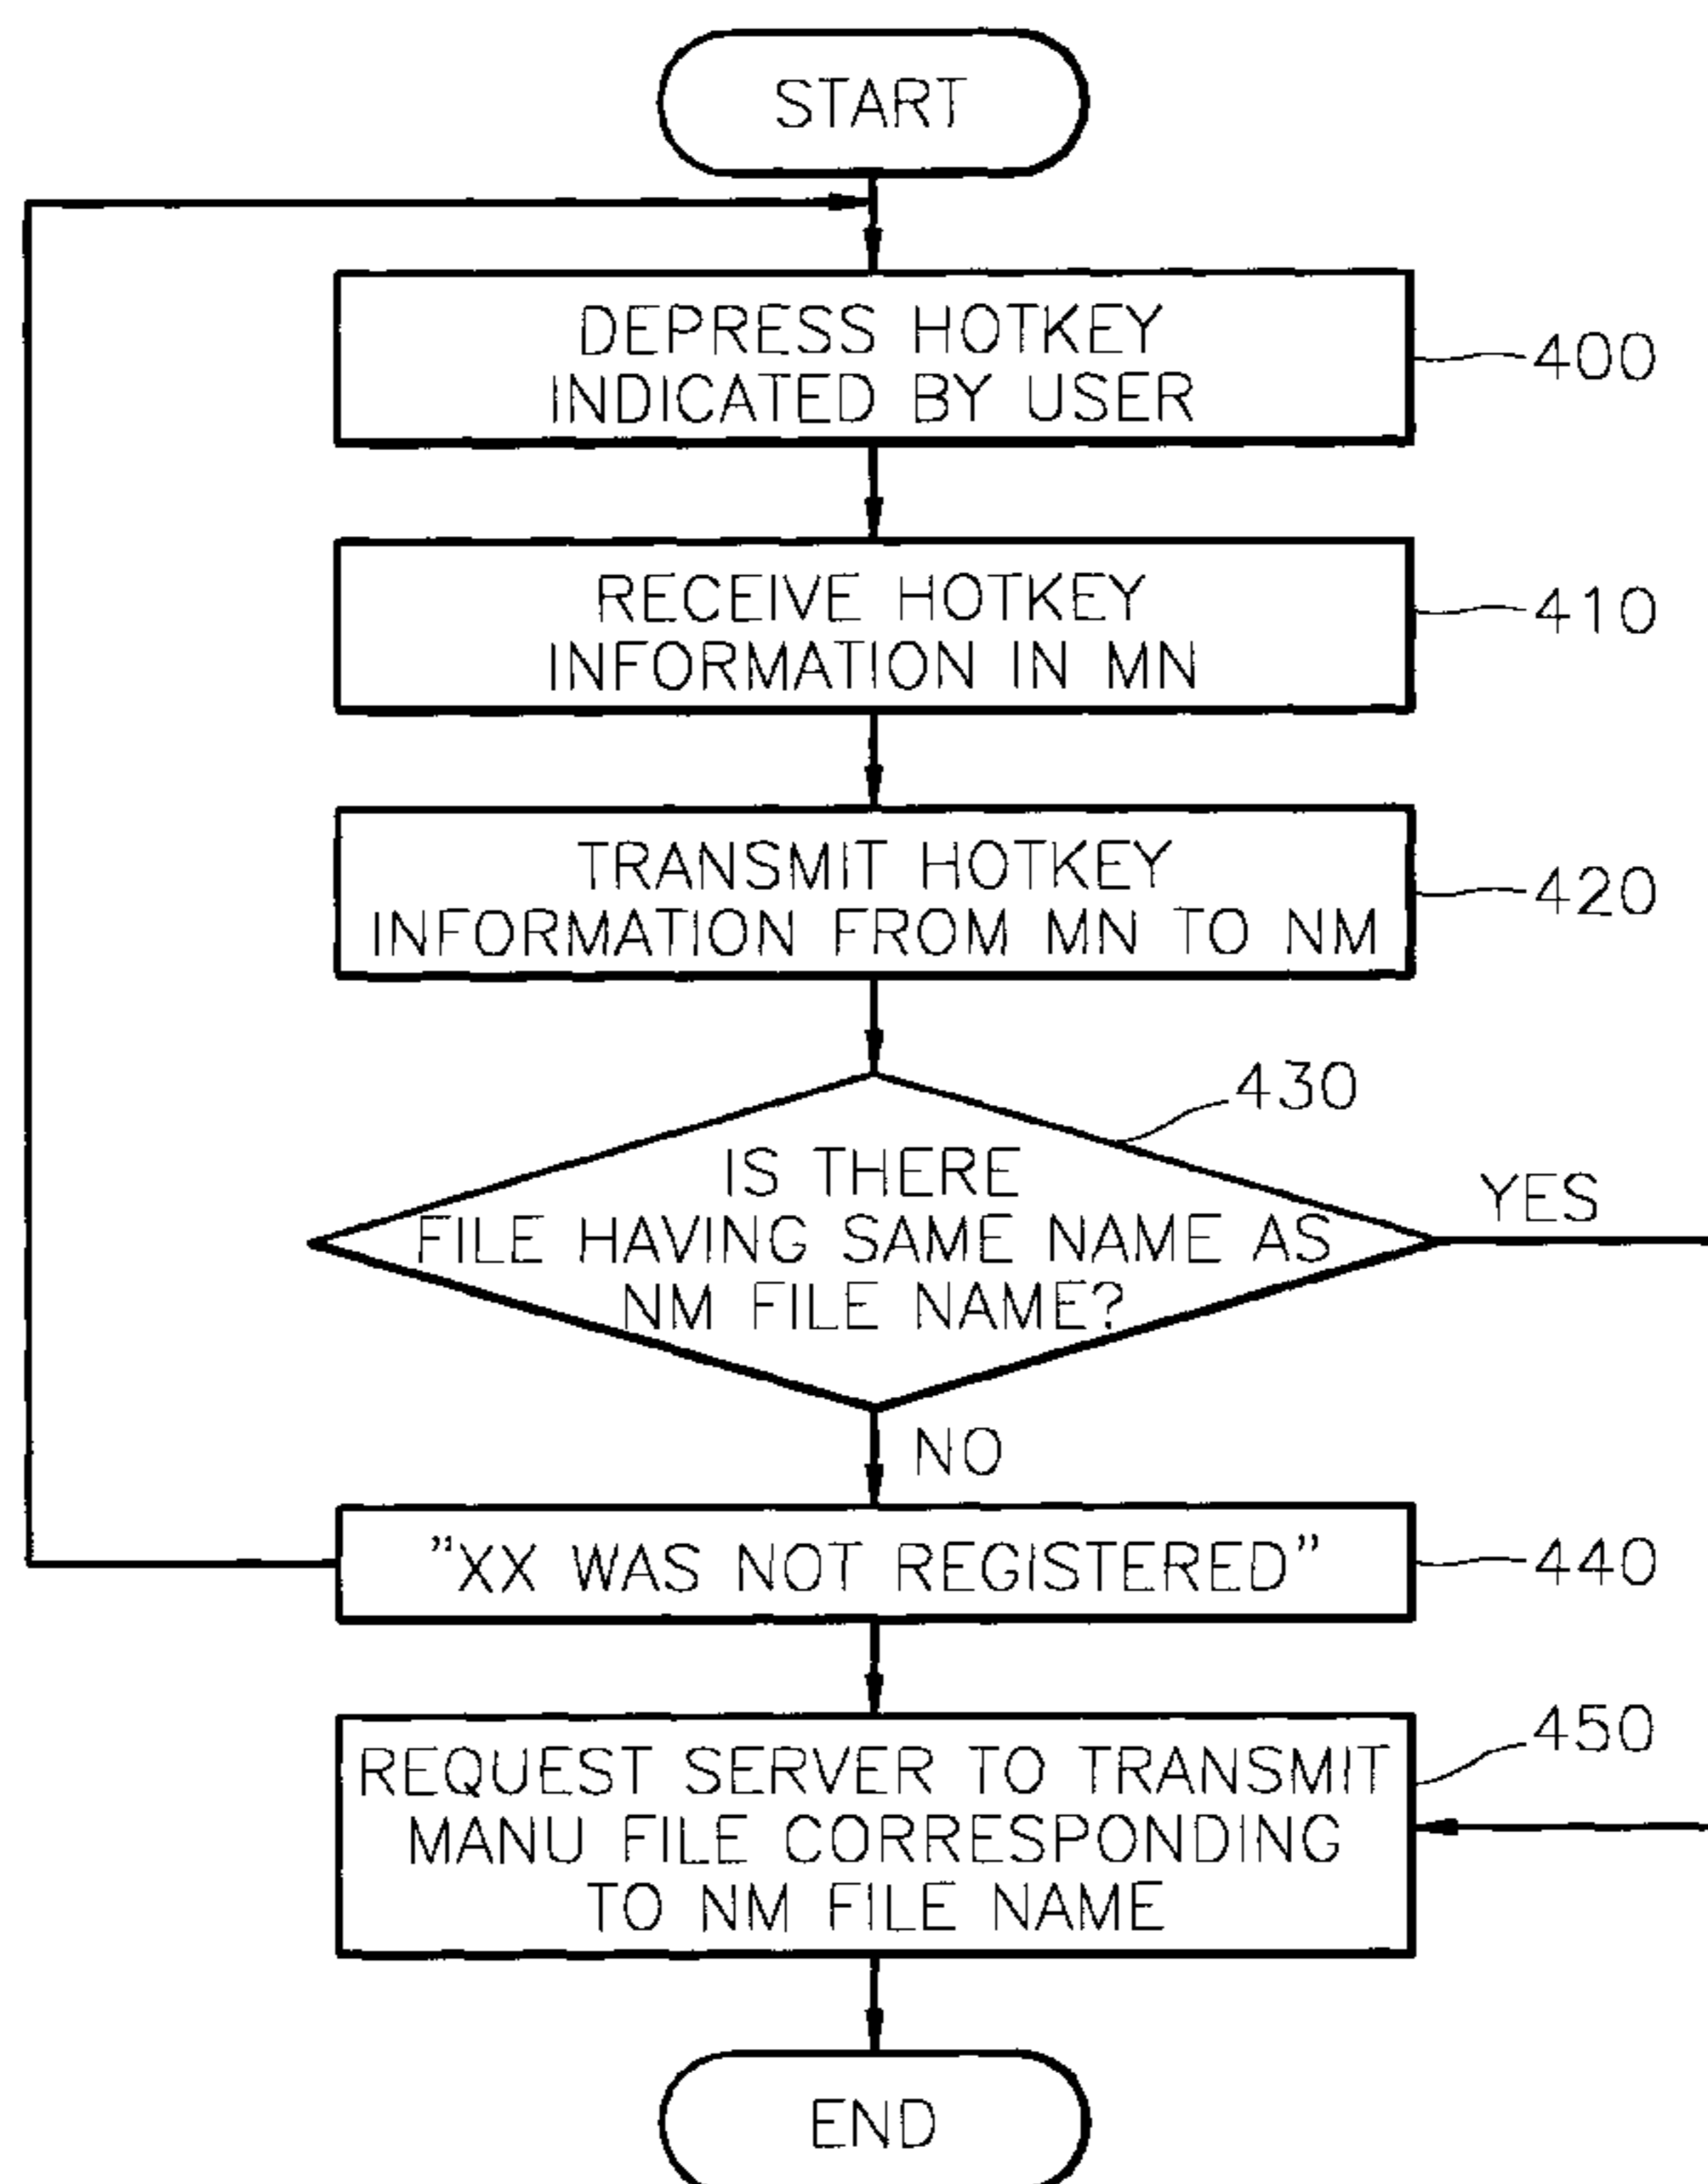 START
DEPRESS HOTKEY
INDICATED BY USER
400
RECEIVE HOTKEY
INFORMATION IN MN
410
TRANSMIT HOTKEY
INFORMATION FROM MN TO NM
420
430
IS THERE
FILE HAVING SAME NAME AS
NM FILE NAME?
YES
NO
"XX WAS NOT REGISTERED"
440
450
REQUEST SERVER TO TRANSMIT
MANU FILE CORRESPONDING
TO NM FILE NAME
END